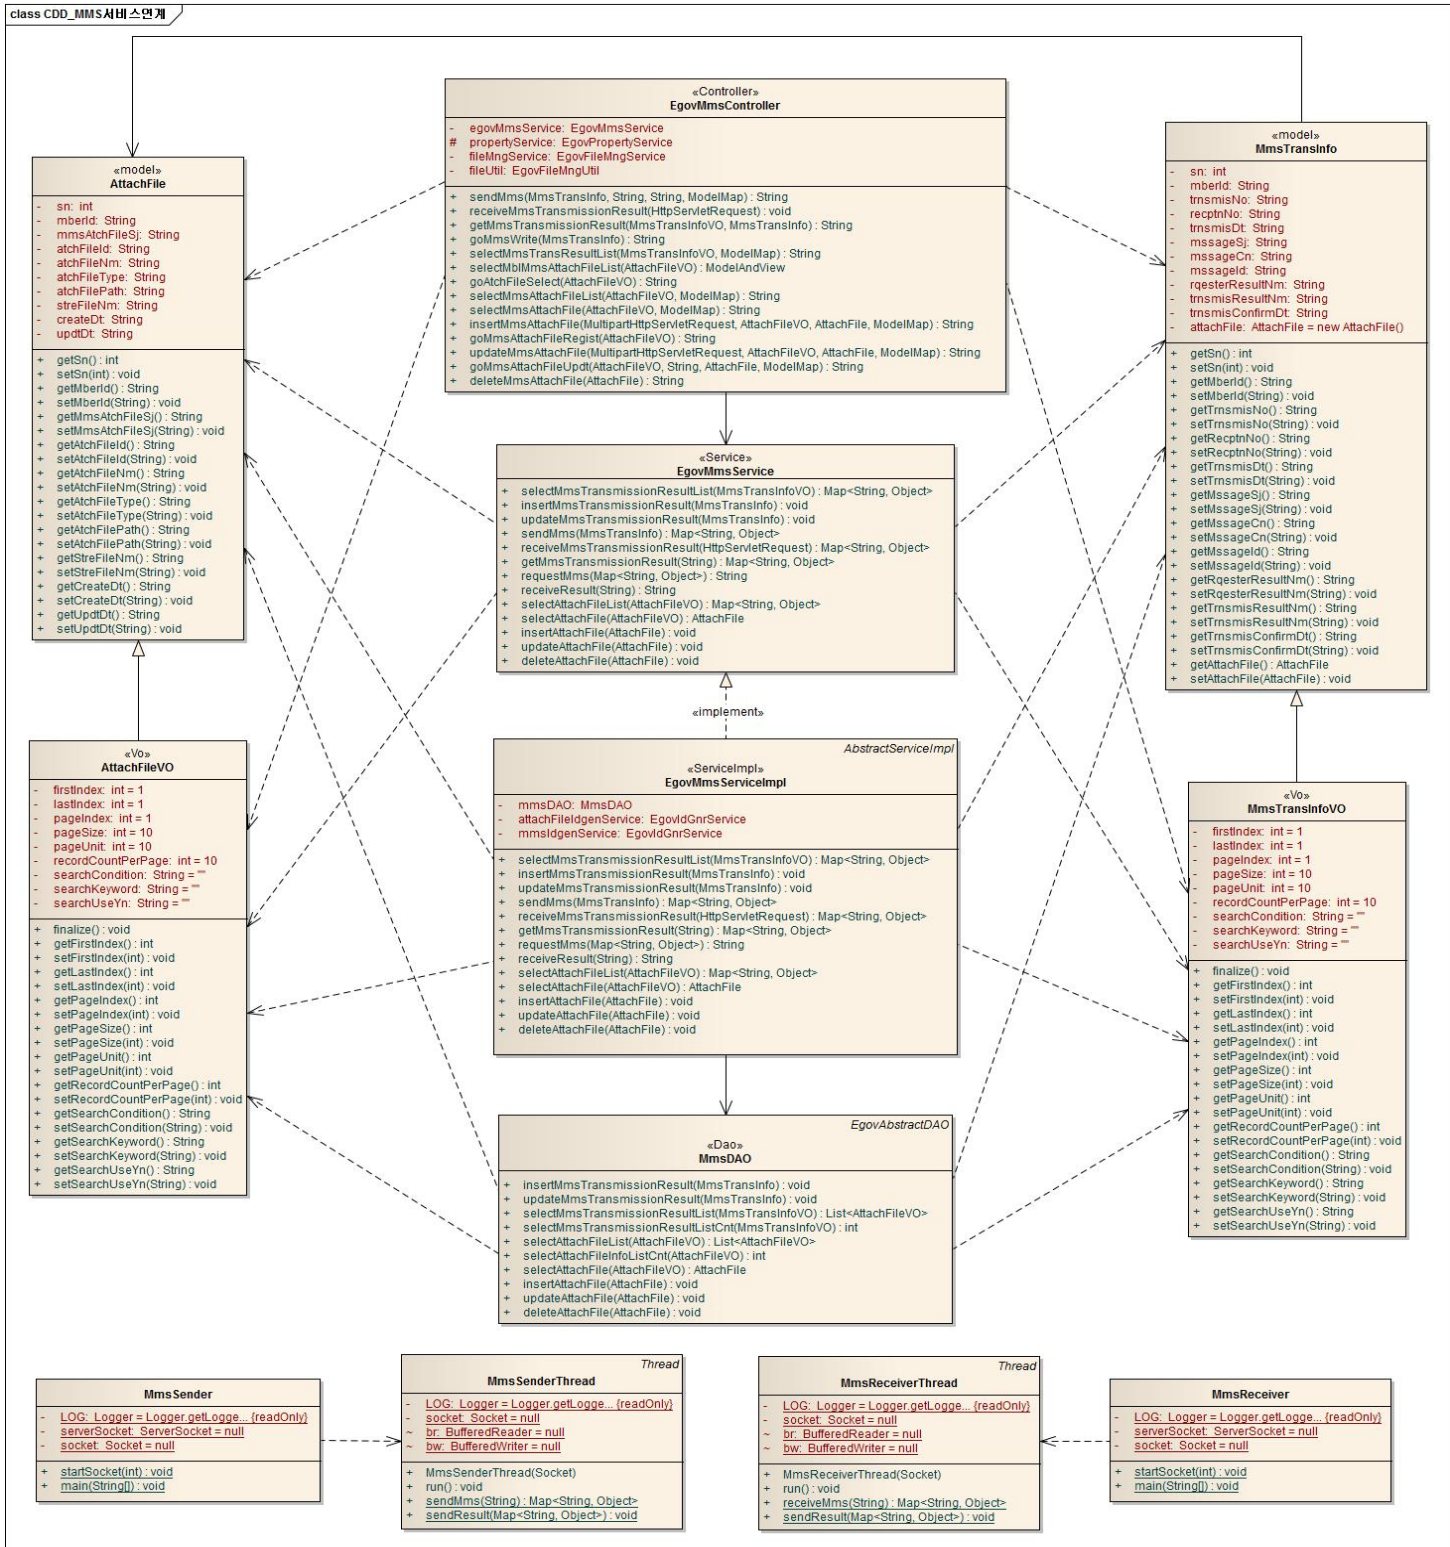 class CDD_MMS서비스연계
«Controller»
EgovMmsController
- egovMmsService: EgovMmsService
# propertyService: EgovPropertyService
- fileMngService: EgovFileMngService
- fileUtil: EgovFileMngUtil
+ sendMms(MmsTransInfo, String, String, ModelMap) : String
+ receiveMmsTransmissionResult(HttpServletRequest) : void
+ getMmsTransmissionResult(MmsTransInfoVO, MmsTransInfo) : String
+ goMmsWrite(MmsTransInfo) : String
+ selectMmsTransResultList(MmsTransInfoVO, ModelMap) : String
+ selectMblMmsAttachFileList(AttachFileVO) : ModelAndView
+ goAtchFileSelect(AttachFileVO) : String
+ selectMmsAttachFileList(AttachFileVO, ModelMap) : String
+ selectMmsAttachFile(AttachFileVO, ModelMap) : String
+ insertMmsAttachFile(MultipartHttpServletRequest, AttachFileVO, AttachFile, ModelMap) : String
+ goMmsAttachFileRegist(AttachFileVO) : String
+ updateMmsAttachFile(MultipartHttpServletRequest, AttachFileVO, AttachFile, ModelMap) : String
+ goMmsAttachFileUpdt(AttachFileVO, String, AttachFile, ModelMap) : String
+ deleteMmsAttachFile(AttachFile) : String
«model»
AttachFile
- sn: int
- mberId: String
- mmsAtchFileSj: String
- atchFileId: String
- atchFileNm: String
- atchFileType: String
- atchFilePath: String
- streFileNm: String
- createDt: String
- updtDt: String
+ getSn() : int
+ setSn(int) : void
+ getMberId() : String
+ setMberId(String) : void
+ getMmsAtchFileSj() : String
+ setMmsAtchFileSj(String) : void
+ getAtchFileId() : String
+ setAtchFileId(String) : void
+ getAtchFileNm() : String
+ setAtchFileNm(String) : void
+ getAtchFileType() : String
+ setAtchFileType(String) : void
+ getAtchFilePath() : String
+ setAtchFilePath(String) : void
+ getStreFileNm() : String
+ setStreFileNm(String) : void
+ getCreateDt() : String
+ setCreateDt(String) : void
+ getUpdtDt() : String
+ setUpdtDt(String) : void
«model»
MmsTransInfo
- sn: int
- mberId: String
- trnsmisNo: String
- recptnNo: String
- trnsmisDt: String
- mssageSj: String
- mssageCn: String
- mssageId: String
- rqesterResultNm: String
- trnsmisResultNm: String
- trnsmisConfirmDt: String
- attachFile: AttachFile = new AttachFile()
+ getSn() : int
+ setSn(int) : void
+ getMberId() : String
+ setMberId(String) : void
+ getTrnsmisNo() : String
+ setTrnsmisNo(String) : void
+ getRecptnNo() : String
+ setRecptnNo(String) : void
+ getTrnsmisDt() : String
+ setTrnsmisDt(String) : void
+ getMssageSj() : String
+ setMssageSj(String) : void
+ getMssageCn() : String
+ setMssageCn(String) : void
+ getMssageId() : String
+ setMssageId(String) : void
+ getRqesterResultNm() : String
+ setRqesterResultNm(String) : void
+ getTrnsmisResultNm() : String
+ setTrnsmisResultNm(String) : void
+ getTrnsmisConfirmDt() : String
+ setTrnsmisConfirmDt(String) : void
+ getAttachFile() : AttachFile
+ setAttachFile(AttachFile) : void
«Service»
EgovMmsService
+ selectMmsTransmissionResultList(MmsTransInfoVO) : Map<String, Object>
+ insertMmsTransmissionResult(MmsTransInfo) : void
+ updateMmsTransmissionResult(MmsTransInfo) : void
+ sendMms(MmsTransInfo) : Map<String, Object>
+ receiveMmsTransmissionResult(HttpServletRequest) : Map<String, Object>
+ getMmsTransmissionResult(String) : Map<String, Object>
+ requestMms(Map<String, Object>) : String
+ receiveResult(String) : String
+ selectAttachFileList(AttachFileVO) : Map<String, Object>
+ selectAttachFile(AttachFileVO) : AttachFile
+ insertAttachFile(AttachFile) : void
+ updateAttachFile(AttachFile) : void
+ deleteAttachFile(AttachFile) : void
«implement»
«Vo»
AttachFileVO
- firstIndex: int = 1
- lastIndex: int = 1
- pageIndex: int = 1
- pageSize: int = 10
- pageUnit: int = 10
- recordCountPerPage: int = 10
- searchCondition: String = ""
- searchKeyword: String = ""
- searchUseYn: String = ""
+ finalize() : void
+ getFirstIndex() : int
+ setFirstIndex(int) : void
+ getLastIndex() : int
+ setLastIndex(int) : void
+ getPageIndex() : int
+ setPageIndex(int) : void
+ getPageSize() : int
+ setPageSize(int) : void
+ getPageUnit() : int
+ setPageUnit(int) : void
+ getRecordCountPerPage() : int
+ setRecordCountPerPage(int) : void
+ getSearchCondition() : String
+ setSearchCondition(String) : void
+ getSearchKeyword() : String
+ setSearchKeyword(String) : void
+ getSearchUseYn() : String
+ setSearchUseYn(String) : void
AbstractServiceImpl
«ServiceImpl»
EgovMmsServiceImpl
- mmsDAO: MmsDAO
- attachFileIdgenService: EgovIdGnrService
- mmsIdgenService: EgovIdGnrService
+ selectMmsTransmissionResultList(MmsTransInfoVO) : Map<String, Object>
+ insertMmsTransmissionResult(MmsTransInfo) : void
+ updateMmsTransmissionResult(MmsTransInfo) : void
+ sendMms(MmsTransInfo) : Map<String, Object>
+ receiveMmsTransmissionResult(HttpServletRequest) : Map<String, Object>
+ getMmsTransmissionResult(String) : Map<String, Object>
+ requestMms(Map<String, Object>) : String
+ receiveResult(String) : String
+ selectAttachFileList(AttachFileVO) : Map<String, Object>
+ selectAttachFile(AttachFileVO) : AttachFile
+ insertAttachFile(AttachFile) : void
+ updateAttachFile(AttachFile) : void
+ deleteAttachFile(AttachFile) : void
«Vo»
MmsTransInfoVO
- firstIndex: int = 1
- lastIndex: int = 1
- pageIndex: int = 1
- pageSize: int = 10
- pageUnit: int = 10
- recordCountPerPage: int = 10
- searchCondition: String = ""
- searchKeyword: String = ""
- searchUseYn: String = ""
+ finalize() : void
+ getFirstIndex() : int
+ setFirstIndex(int) : void
+ getLastIndex() : int
+ setLastIndex(int) : void
+ getPageIndex() : int
+ setPageIndex(int) : void
+ getPageSize() : int
+ setPageSize(int) : void
+ getPageUnit() : int
+ setPageUnit(int) : void
+ getRecordCountPerPage() : int
+ setRecordCountPerPage(int) : void
+ getSearchCondition() : String
+ setSearchCondition(String) : void
+ getSearchKeyword() : String
+ setSearchKeyword(String) : void
+ getSearchUseYn() : String
+ setSearchUseYn(String) : void
EgovAbstractDAO
«Dao»
MmsDAO
+ insertMmsTransmissionResult(MmsTransInfo) : void
+ updateMmsTransmissionResult(MmsTransInfo) : void
+ selectMmsTransmissionResultList(MmsTransInfoVO) : List<AttachFileVO>
+ selectMmsTransmissionResultListCnt(MmsTransInfoVO) : int
+ selectAttachFileList(AttachFileVO) : List<AttachFileVO>
+ selectAttachFileInfoListCnt(AttachFileVO) : int
+ selectAttachFile(AttachFileVO) : AttachFile
+ insertAttachFile(AttachFile) : void
+ updateAttachFile(AttachFile) : void
+ deleteAttachFile(AttachFile) : void
MmsSender
- LOG: Logger = Logger.getLogge... {readOnly}
- serverSocket: ServerSocket = null
- socket: Socket = null
+ startSocket(int) : void
+ main(String[]) : void
Thread
MmsSenderThread
- LOG: Logger = Logger.getLogge... {readOnly}
- socket: Socket = null
~ br: BufferedReader = null
~ bw: BufferedWriter = null
+ MmsSenderThread(Socket)
+ run() : void
+ sendMms(String) : Map<String, Object>
+ sendResult(Map<String, Object>) : void
Thread
MmsReceiverThread
- LOG: Logger = Logger.getLogge... {readOnly}
- socket: Socket = null
~ br: BufferedReader = null
~ bw: BufferedWriter = null
+ MmsReceiverThread(Socket)
+ run() : void
+ receiveMms(String) : Map<String, Object>
+ sendResult(Map<String, Object>) : void
MmsReceiver
- LOG: Logger = Logger.getLogge... {readOnly}
- serverSocket: ServerSocket = null
- socket: Socket = null
+ startSocket(int) : void
+ main(String[]) : void